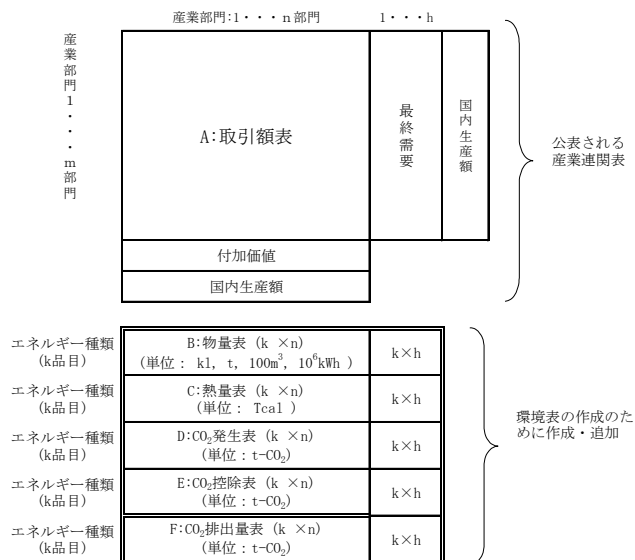 産業部門:1・・・n部門
1・・・h
産業部門1・・・m部門
A:取引額表
最終需要
国内生産額
公表される
産業連関表
付加価値
国内生産額
エネルギー種類
(k品目)
B:物量表 (k ×n)
(単位 : kl, t, 100m³, 10⁶kWh )
k×h
エネルギー種類
(k品目)
C:熱量表 (k ×n)
(単位 : Tcal )
k×h
環境表の作成のた
めに作成・追加
エネルギー種類
(k品目)
D:CO₂発生表 (k ×n)
(単位 : t-CO₂)
k×h
エネルギー種類
(k品目)
E:CO₂控除表 (k ×n)
(単位 : t-CO₂)
k×h
エネルギー種類
(k品目)
F:CO₂排出量表 (k ×n)
(単位 : t-CO₂)
k×h